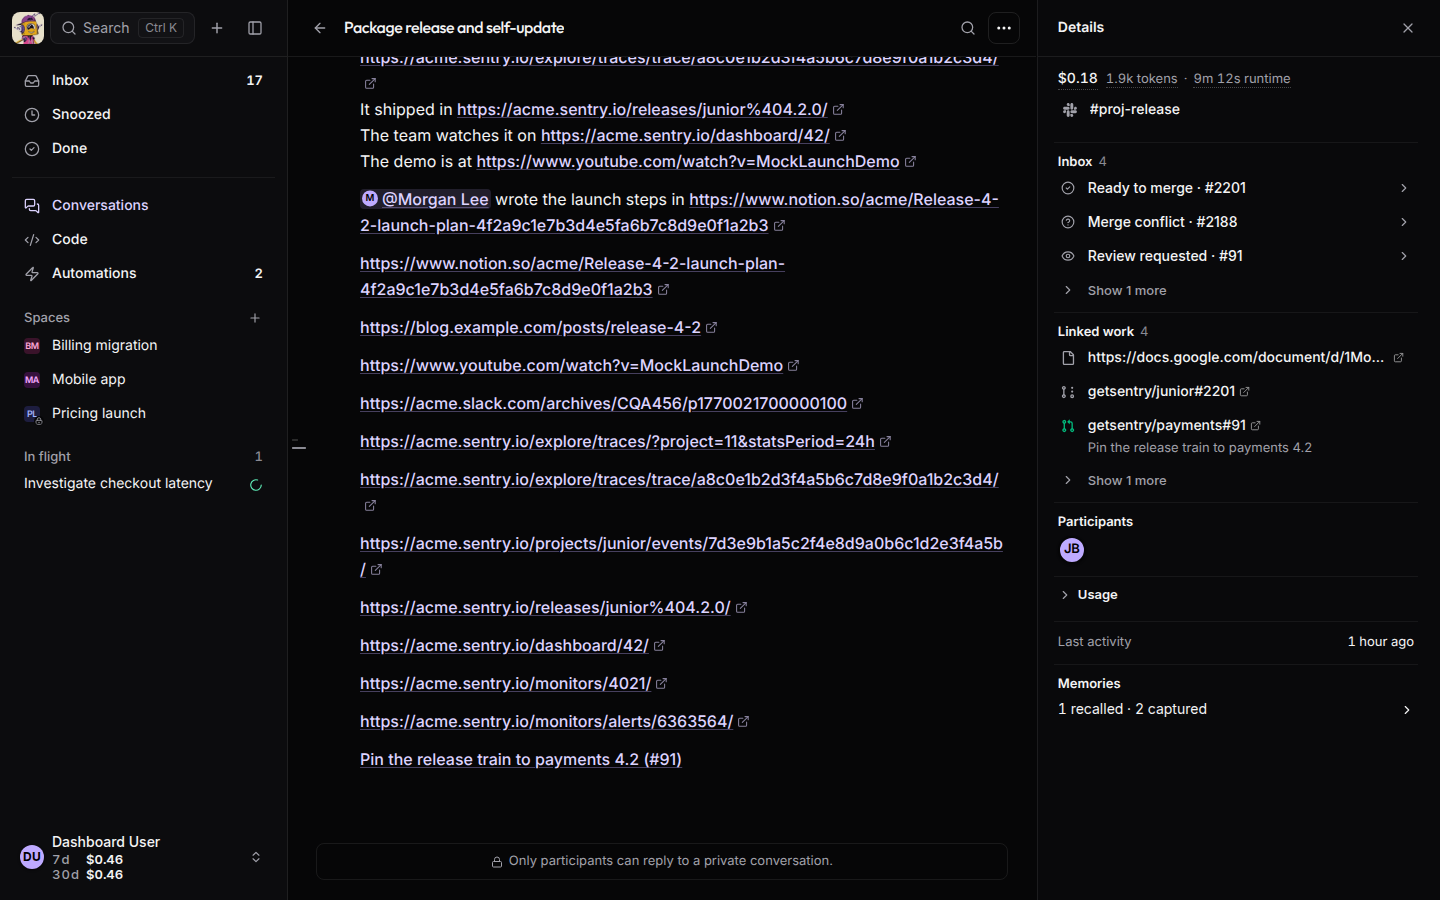 Search Ctrl K
Inbox 17
Snoozed
Done
Conversations
Code
Automations 2
Spaces
BM Billing migration
MA Mobile app
PL Pricing launch
In flight 1
Investigate checkout latency
DU Dashboard User
7d $0.46
30d $0.46
Package release and self-update
https://acme.sentry.io/explore/traces/trace/a8c0e1b2d3f4a5b6c7d8e9f0a1b2c3d4/
It shipped in https://acme.sentry.io/releases/junior%404.2.0/
The team watches it on https://acme.sentry.io/dashboard/42/
The demo is at https://www.youtube.com/watch?v=MockLaunchDemo
M @Morgan Lee wrote the launch steps in https://www.notion.so/acme/Release-4-
2-launch-plan-4f2a9c1e7b3d4e5fa6b7c8d9e0f1a2b3
https://www.notion.so/acme/Release-4-2-launch-plan-
4f2a9c1e7b3d4e5fa6b7c8d9e0f1a2b3
https://blog.example.com/posts/release-4-2
https://www.youtube.com/watch?v=MockLaunchDemo
https://acme.slack.com/archives/CQA456/p1770021700000100
https://acme.sentry.io/explore/traces/?project=11&statsPeriod=24h
https://acme.sentry.io/explore/traces/trace/a8c0e1b2d3f4a5b6c7d8e9f0a1b2c3d4/
https://acme.sentry.io/projects/junior/events/7d3e9b1a5c2f4e8d9a0b6c1d2e3f4a5b
/
https://acme.sentry.io/releases/junior%404.2.0/
https://acme.sentry.io/dashboard/42/
https://acme.sentry.io/monitors/4021/
https://acme.sentry.io/monitors/alerts/6363564/
Pin the release train to payments 4.2 (#91)
Only participants can reply to a private conversation.
Details
$0.18 1.9k tokens · 9m 12s runtime
#proj-release
Inbox 4
Ready to merge · #2201
Merge conflict · #2188
Review requested · #91
Show 1 more
Linked work 4
https://docs.google.com/document/d/1Mo...
getsentry/junior#2201
getsentry/payments#91
Pin the release train to payments 4.2
Show 1 more
Participants
JB
Usage
Last activity 1 hour ago
Memories
1 recalled · 2 captured